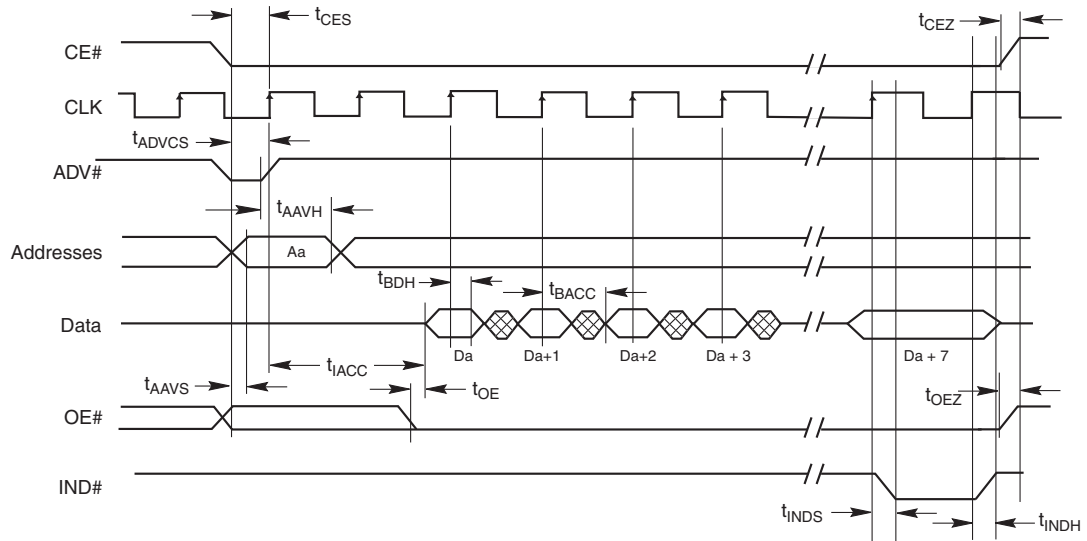 tCES
tCEZ
CE#
CLK
tADVCS
ADV#
tAAVH
Addresses
Aa
tBDH
tBACC
Data
Da
Da+1
Da+2
Da + 3
Da + 7
tIACC
tAAVS
tOE
tOEZ
OE#
IND#
tINDS
tINDH